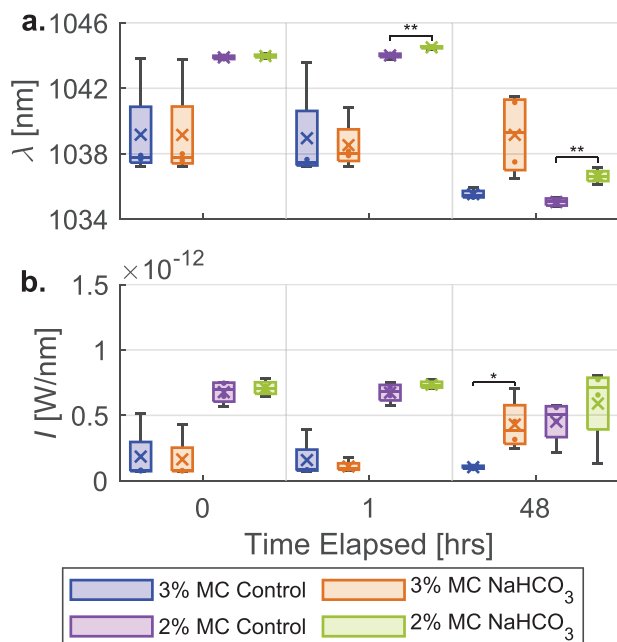 a.
1046
1042
1038
1034
λ [nm]
**
**
b.
×10⁻¹²
1.5
1
0.5
0
I [W/nm]
*
0 1 48
Time Elapsed [hrs]
3% MC Control 3% MC NaHCO₃
2% MC Control 2% MC NaHCO₃